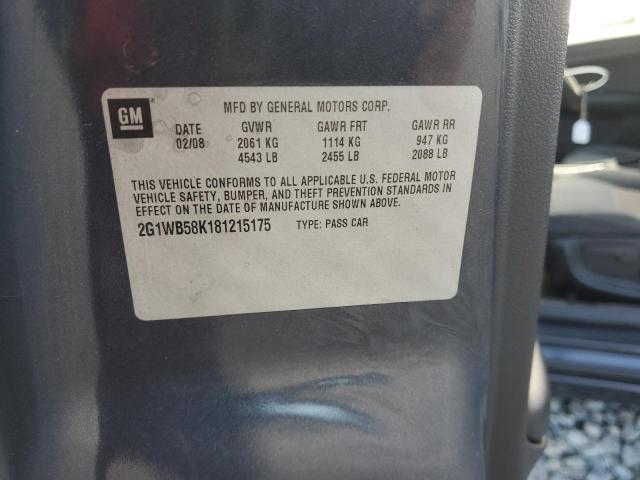 GM
MFD BY GENERAL MOTORS CORP.
DATE GVWR GAWR FRT GAWR RR
02/08 2061 KG 1114 KG 947 KG
4543 LB 2455 LB 2088 LB
THIS VEHICLE CONFORMS TO ALL APPLICABLE U.S. FEDERAL MOTOR
VEHICLE SAFETY, BUMPER, AND THEFT PREVENTION STANDARDS IN
EFFECT ON THE DATE OF MANUFACTURE SHOWN ABOVE.
2G1WB58K181215175 TYPE: PASS CAR